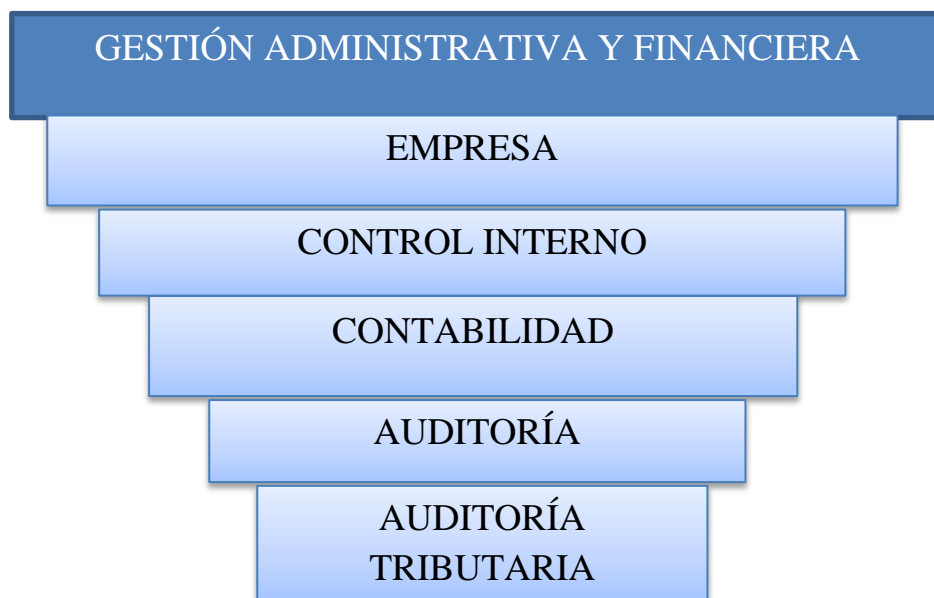 GESTIÓN ADMINISTRATIVA Y FINANCIERA
EMPRESA
CONTROL INTERNO
CONTABILIDAD
AUDITORÍA
AUDITORÍA
TRIBUTARIA